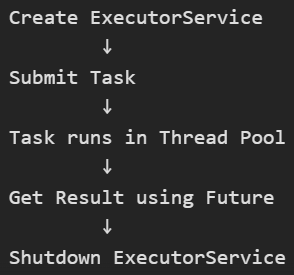 Create ExecutorService
↓
Submit Task
↓
Task runs in Thread Pool
↓
Get Result using Future
↓
Shutdown ExecutorService